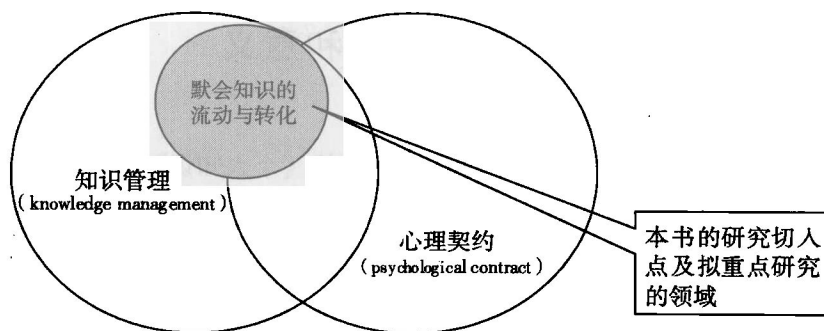 默会知识的
流动与转化
知识管理
(knowledge management)
心理契约
(psychological contract)
本书的研究切入
点及拟重点研究
的领域